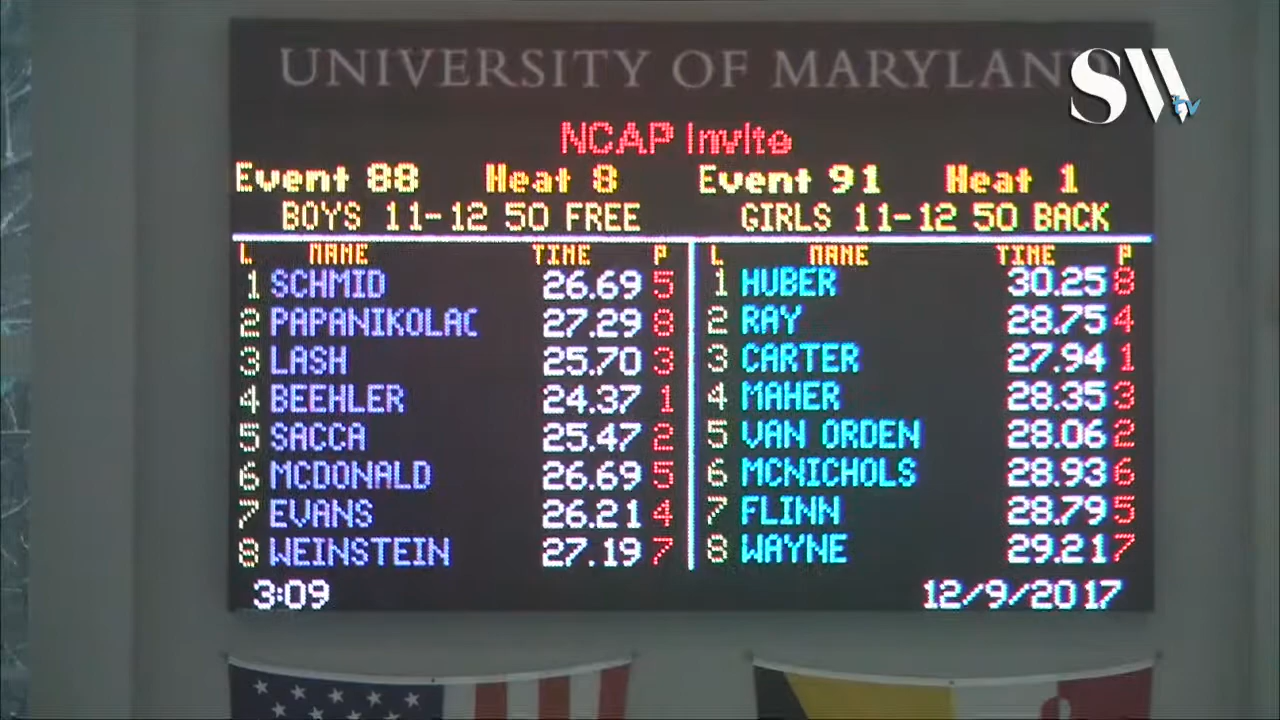 UNIVERSITY OF MARYLAND
SW tv
NCAP Invite
Event 88 Heat 8
BOYS 11-12 50 FREE
L NAME TIME P
1 SCHMID 26.69 5
2 PAPANIKOLAO 27.29 8
3 LASH 25.70 3
4 BEEHLER 24.37 1
5 SACCA 25.47 2
6 MCDONALD 26.69 5
7 EVANS 26.21 4
8 WEINSTEIN 27.19 7
3:09
Event 91 Heat 1
GIRLS 11-12 50 BACK
L NAME TIME P
1 HUBER 30.25 8
2 RAY 28.75 4
3 CARTER 27.94 1
4 MAHER 28.35 3
5 VAN ORDEN 28.06 2
6 MCNICHOLS 28.93 6
7 FLINN 28.79 5
8 WAYNE 29.21 7
12/9/2017